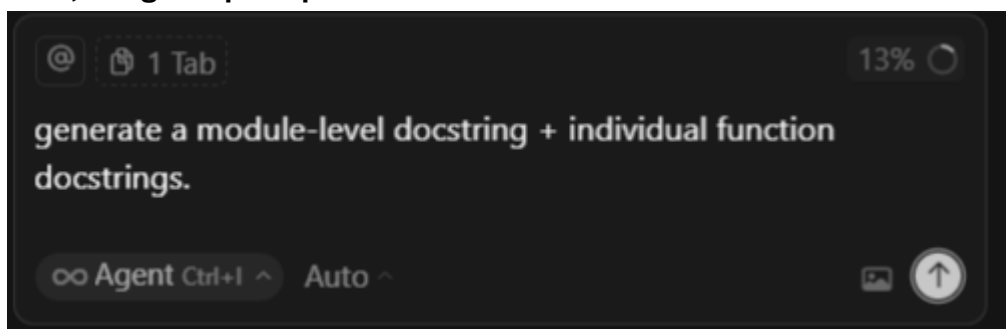 @ 1 Tab 13%
generate a module-level docstring + individual function
docstrings.
∞ Agent Ctrl+I ^ Auto ^